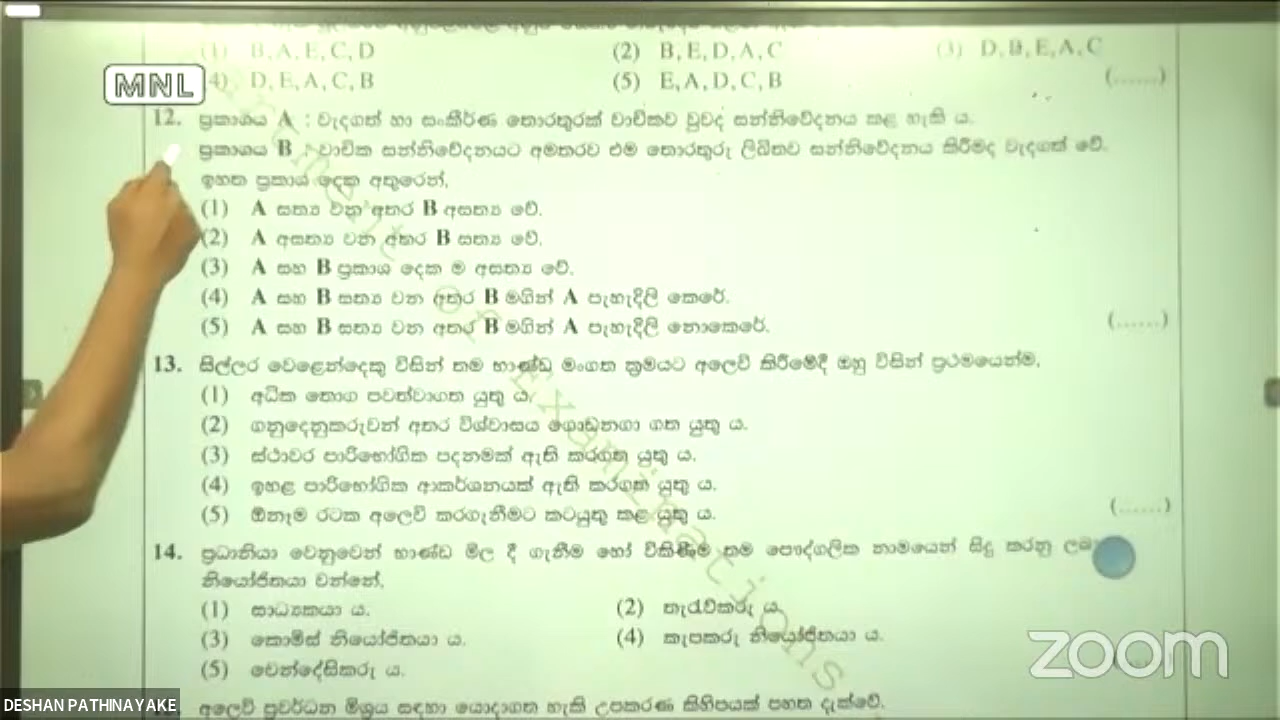 (1) B, A, E, C, D (2) B, E, D, A, C (3) D, B, E, A, C
MNL
4) D, E, A, C, B (5) E, A, D, C, B (......)
12. ප්‍රකාශය A : වැදගත් හා සංකීර්ණ තොරතුරක් වාචිකව වුවද සන්නිවේදනය කළ හැකි ය.
ප්‍රකාශය B : වාචික සන්නිවේදනයට අමතරව එම තොරතුරු ලිඛිතව සන්නිවේදනය කිරීමද වැදගත් වේ.
ඉහත ප්‍රකාශ දෙක අතුරෙන්,
(1) A සත්‍ය වන අතර B අසත්‍ය වේ.
(2) A අසත්‍ය වන අතර B සත්‍ය වේ.
(3) A සහ B ප්‍රකාශ දෙක ම අසත්‍ය වේ.
(4) A සහ B සත්‍ය වන අතර B මගින් A පැහැදිලි කෙරේ.
(5) A සහ B සත්‍ය වන අතර B මගින් A පැහැදිලි නොකෙරේ. (......)
13. සිල්ලර වෙළෙන්දෙකු විසින් තම භාණ්ඩ මංගත ක්‍රමයට අලෙවි කිරීමේදී ඔහු විසින් ප්‍රථමයෙන්ම,
(1) අධික තොග පවත්වාගත යුතු ය.
(2) ගනුදෙනුකරුවන් අතර විශ්වාසය ගොඩනගා ගත යුතු ය.
(3) ස්ථාවර පාරිභෝගික පදනමක් ඇති කරගත යුතු ය.
(4) ඉහළ පාරිභෝගික ආකර්ශනයක් ඇති කරගත යුතු ය.
(5) ඕනෑම රටක අලෙවි කරගැනීමට කටයුතු කළ යුතු ය. (......)
14. ප්‍රධානියා වෙනුවෙන් භාණ්ඩ මිල දී ගැනීම හෝ විකිණීම තම පෞද්ගලික නාමයෙන් සිදු කරනු
නියෝජිතයා වන්නේ,
(1) සාධ්‍යකයා ය. (2) තැරැව්කරු ය.
(3) කොමිස් නියෝජිතයා ය. (4) කැපකරු නියෝජිතයා ය.
(5) වෙන්දේසිකරු ය.
zoom
DESHAN PATHINAYAKE
අලෙවි ප්‍රවර්ධන මිශ්‍රය සඳහා යොදාගත හැකි උපකරණ කිහිපයක් පහත දැක්වේ.
of Examinations